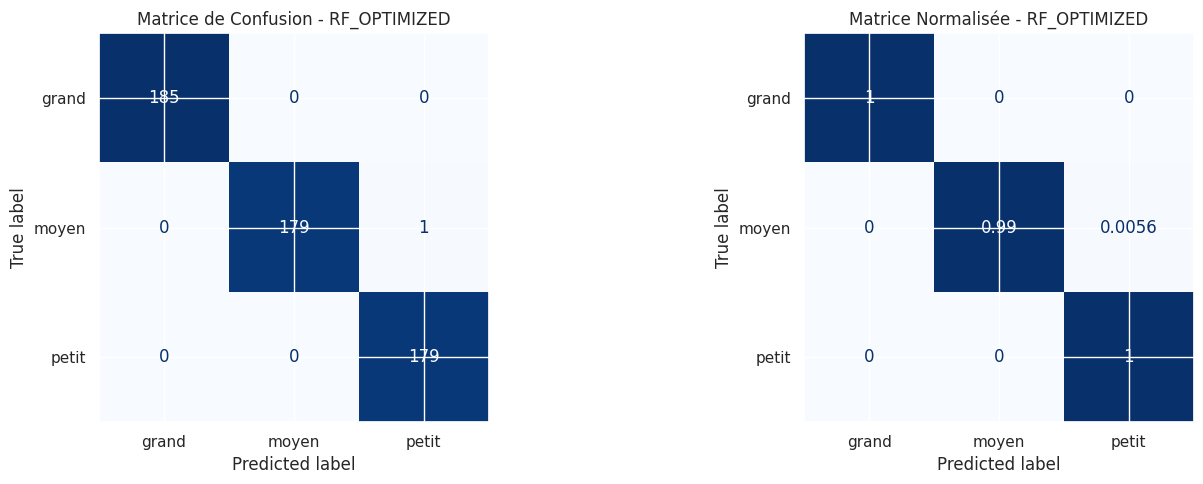 Matrice de Confusion - RF_OPTIMIZED
grand 185 0 0
moyen 0 179 1
petit 0 0 179
grand moyen petit
True label
Predicted label
Matrice Normalisée - RF_OPTIMIZED
grand 1 0 0
moyen 0 0.99 0.0056
petit 0 0 1
grand moyen petit
True label
Predicted label